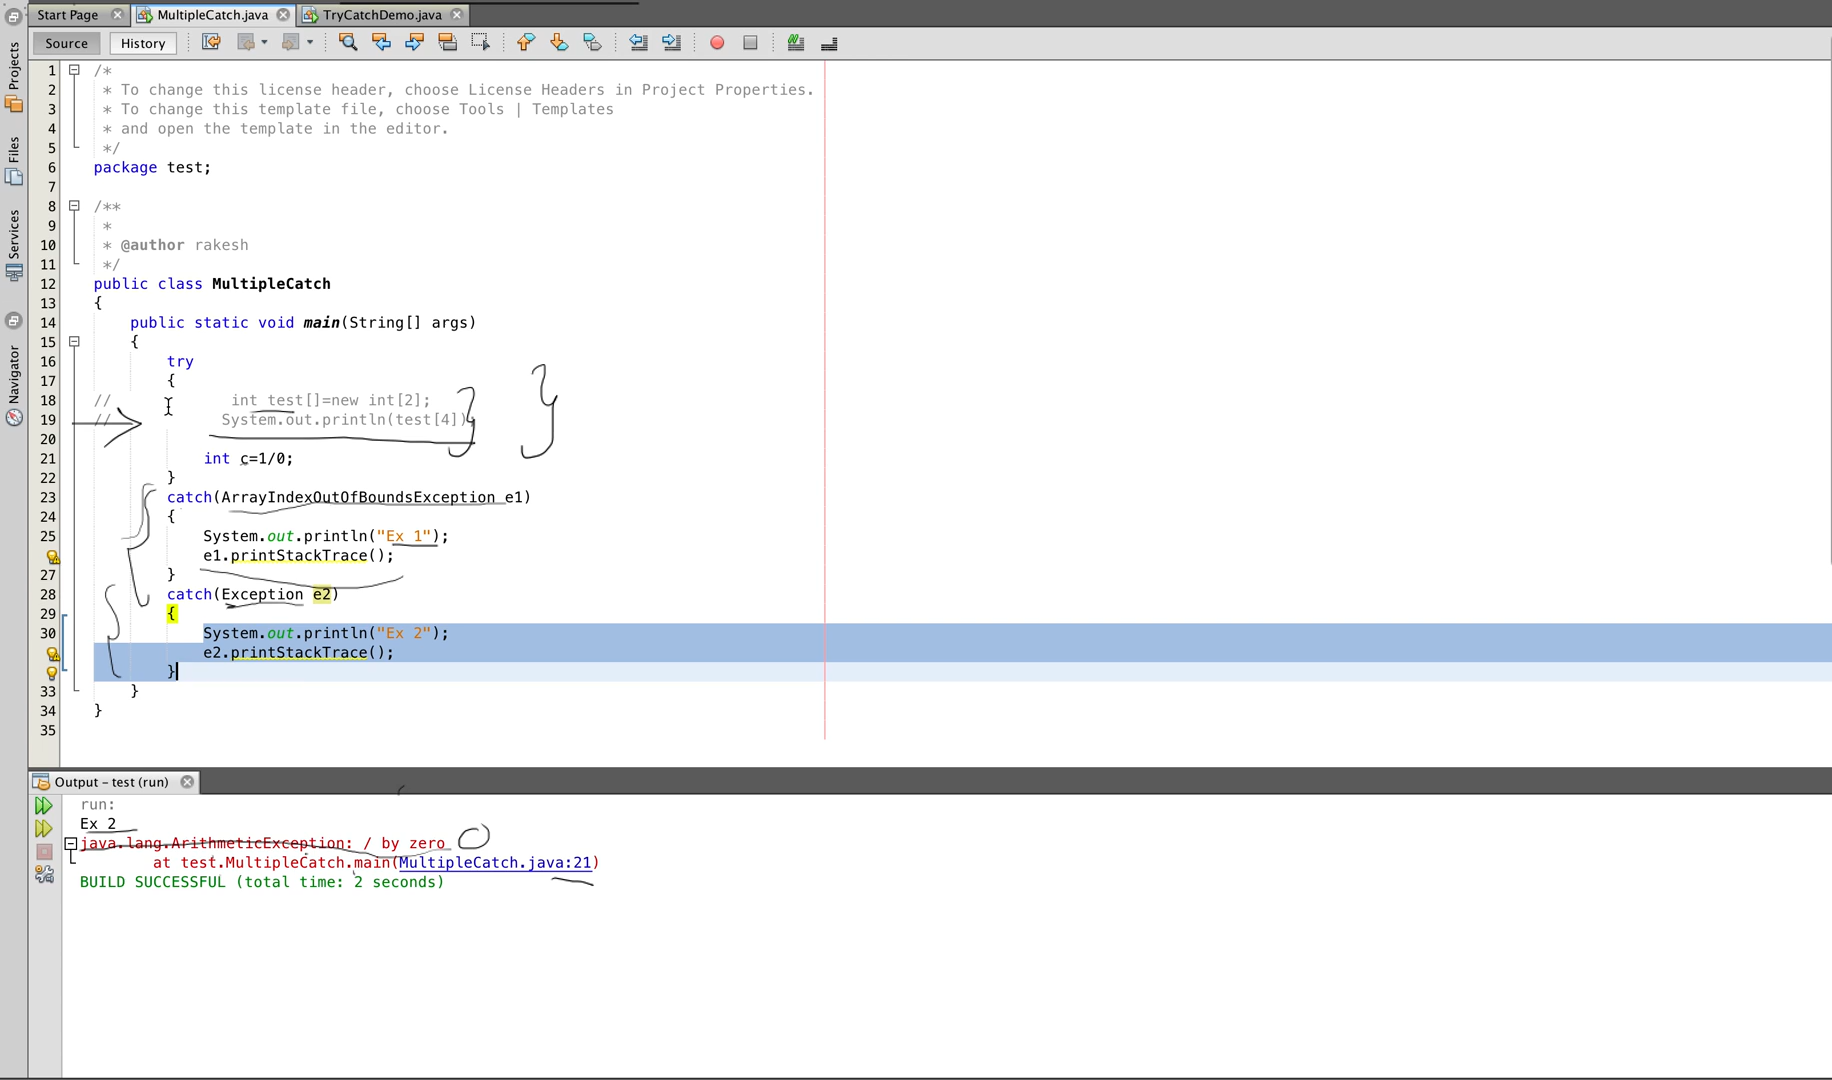 Start Page
MultipleCatch.java
TryCatchDemo.java
Source
History
Projects
Files
Services
Navigator
1 /*
2  * To change this license header, choose License Headers in Project Properties.
3  * To change this template file, choose Tools | Templates
4  * and open the template in the editor.
5  */
6 package test;
7
8 /**
9  *
10  * @author rakesh
11  */
12 public class MultipleCatch
13 {
14     public static void main(String[] args)
15     {
16         try
17         {
18 //             int test[]=new int[2];
19 //            System.out.println(test[4])
20
21             int c=1/0;
22         }
23         catch(ArrayIndexOutOfBoundsException e1)
24         {
25             System.out.println("Ex 1");
            e1.printStackTrace();
27         }
28         catch(Exception e2)
29         {
30             System.out.println("Ex 2");
            e2.printStackTrace();
        }
33     }
34 }
35
Output – test (run)
run:
Ex 2
java.lang.ArithmeticException: / by zero
        at test.MultipleCatch.main(MultipleCatch.java:21)
BUILD SUCCESSFUL (total time: 2 seconds)